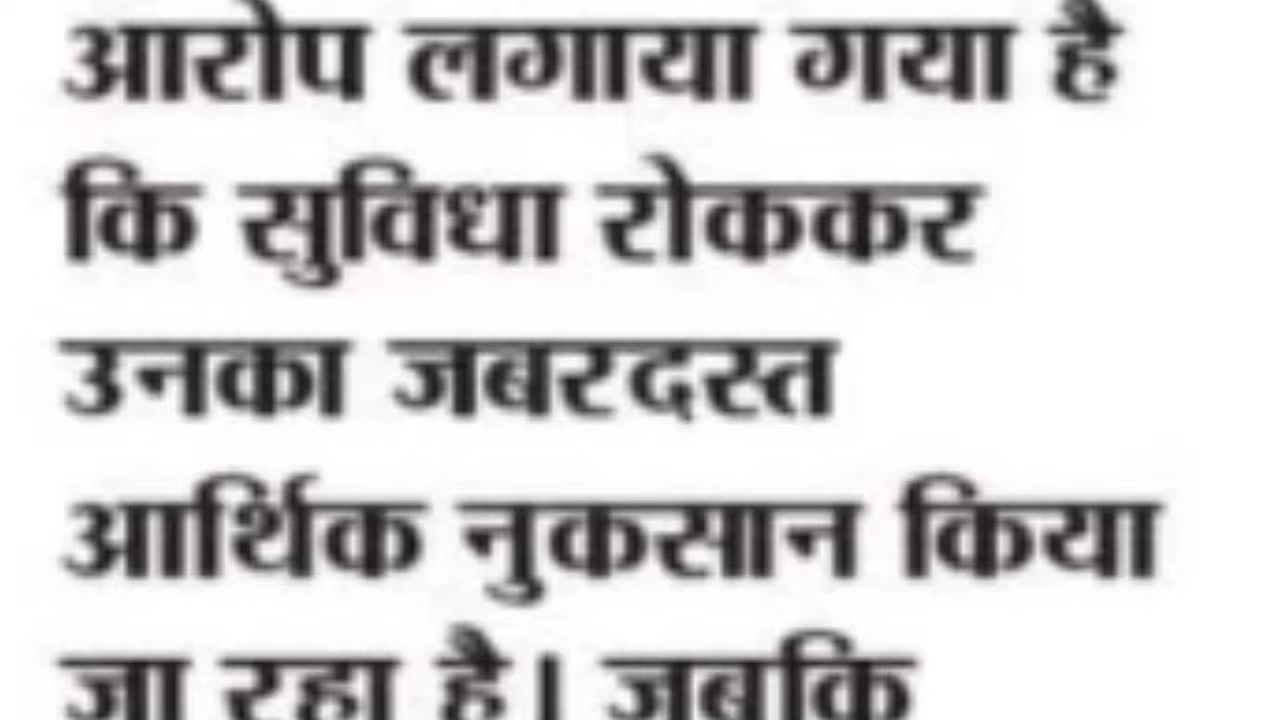 आरोप लगाया गया है
कि सुविधा रोककर
उनका जबरदस्त
आर्थिक नुकसान किया
जा रहा है। जबकि